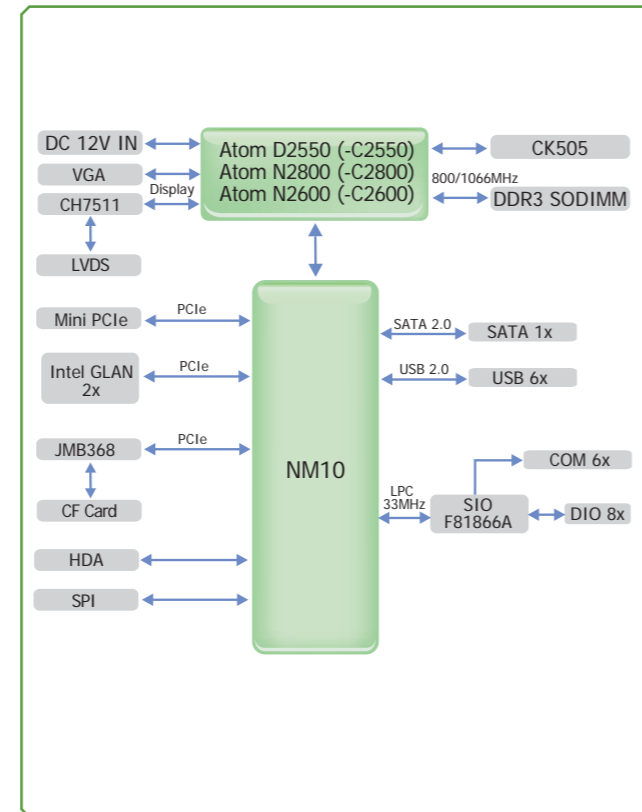 DC 12V IN
VGA
CH7511
Display
LVDS
Atom D2550 (-C2550)
Atom N2800 (-C2800)
Atom N2600 (-C2600)
CK505
800/1066MHz
DDR3 SODIMM
Mini PCIe
PCIe
Intel GLAN
2x
PCIe
JMB368
PCIe
CF Card
HDA
SPI
NM10
SATA 2.0
SATA 1x
USB 2.0
USB 6x
COM 6x
LPC
33MHz
SIO
F81866A
DIO 8x